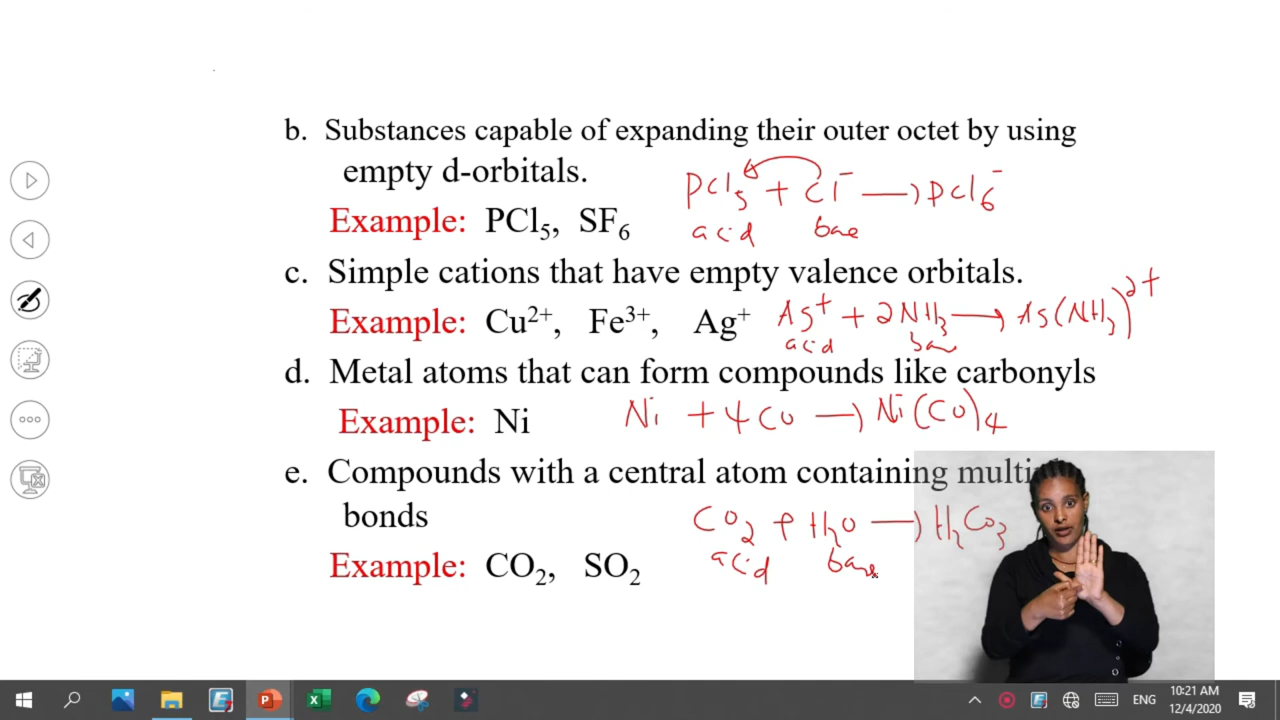 b. Substances capable of expanding their outer octet by using
empty d-orbitals.
PCl5 + Cl⁻ → PCl6⁻
Example: PCl₅, SF₆
acid base
c. Simple cations that have empty valence orbitals.
Example: Cu²⁺, Fe³⁺, Ag⁺ Ag⁺ + 2NH3 → Ag(NH3)²⁺
acid base
d. Metal atoms that can form compounds like carbonyls
Example: Ni Ni + 4CO → Ni(CO)4
e. Compounds with a central atom containing
bonds
CO2 + H2O → H2CO3
Example: CO₂, SO₂
acid base
ENG
10:21 AM
12/4/2020